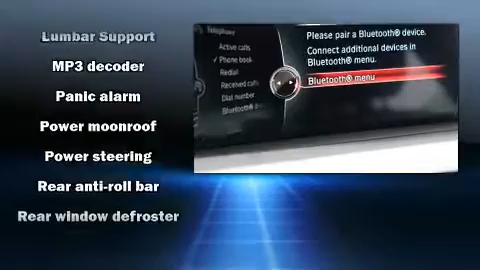 Lumbar Support
MP3 decoder
Panic alarm
Power moonroof
Power steering
Rear anti-roll bar
Rear window defroster
Telephony
Active calls
✓ Phone book
Redial
Received calls
Dial number
Bluetooth®
Please pair a Bluetooth® device.
Connect additional devices in
Bluetooth® menu.
Bluetooth® menu